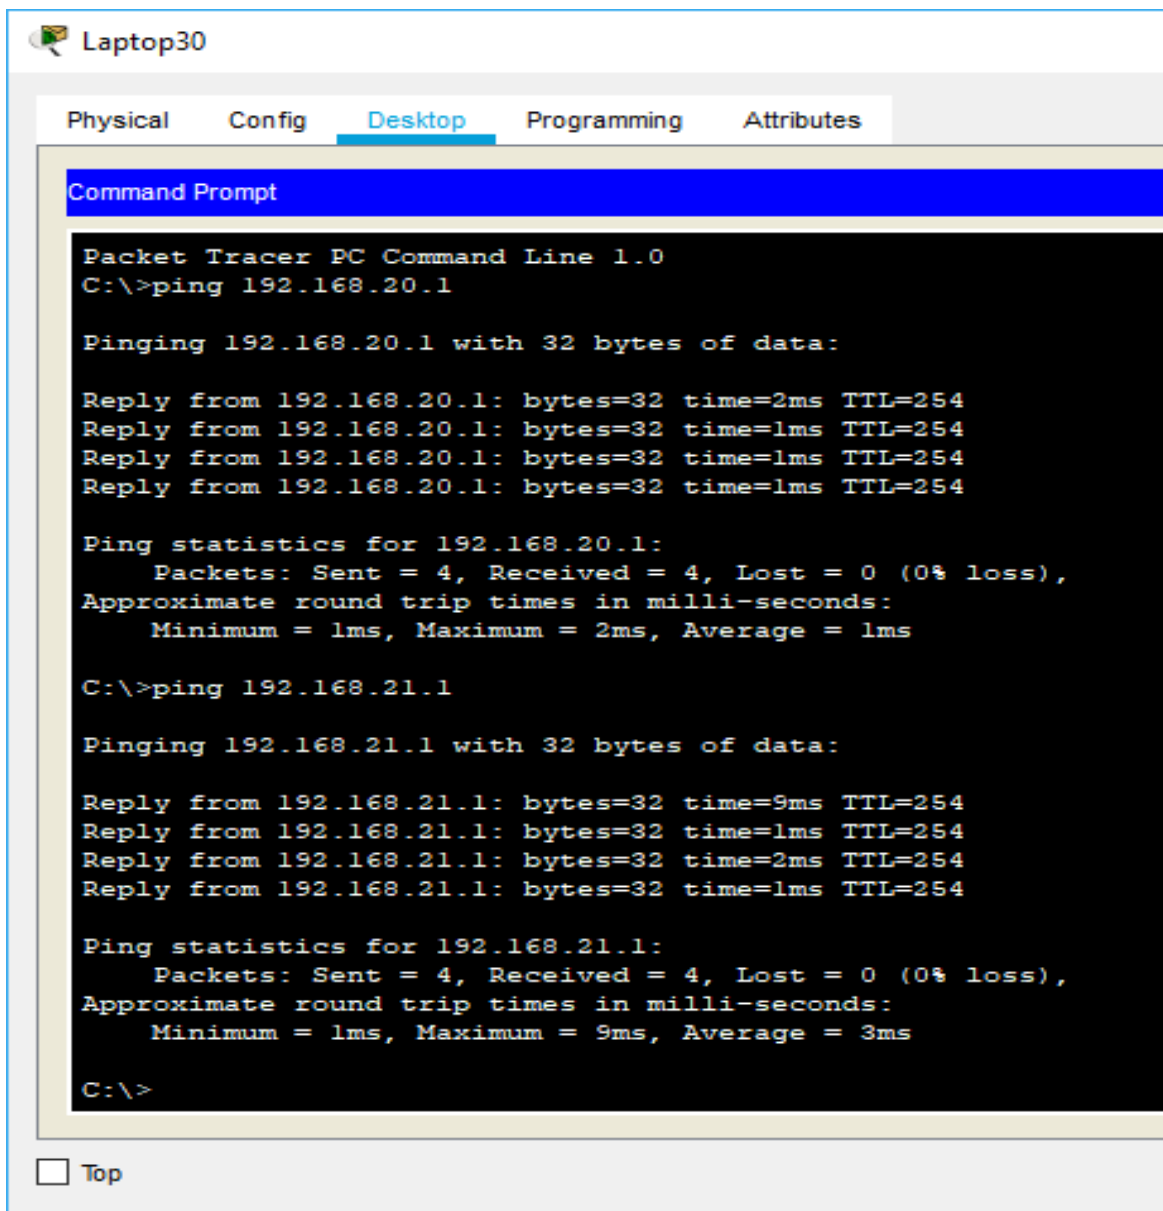 Laptop30
Physical Config Desktop Programming Attributes
Command Prompt
Packet Tracer PC Command Line 1.0
C:\>ping 192.168.20.1
Pinging 192.168.20.1 with 32 bytes of data:
Reply from 192.168.20.1: bytes=32 time=2ms TTL=254
Reply from 192.168.20.1: bytes=32 time=1ms TTL=254
Reply from 192.168.20.1: bytes=32 time=1ms TTL=254
Reply from 192.168.20.1: bytes=32 time=1ms TTL=254
Ping statistics for 192.168.20.1:
Packets: Sent = 4, Received = 4, Lost = 0 (0% loss),
Approximate round trip times in milli-seconds:
Minimum = 1ms, Maximum = 2ms, Average = 1ms
C:\>ping 192.168.21.1
Pinging 192.168.21.1 with 32 bytes of data:
Reply from 192.168.21.1: bytes=32 time=9ms TTL=254
Reply from 192.168.21.1: bytes=32 time=1ms TTL=254
Reply from 192.168.21.1: bytes=32 time=2ms TTL=254
Reply from 192.168.21.1: bytes=32 time=1ms TTL=254
Ping statistics for 192.168.21.1:
Packets: Sent = 4, Received = 4, Lost = 0 (0% loss),
Approximate round trip times in milli-seconds:
Minimum = 1ms, Maximum = 9ms, Average = 3ms
C:\>
Top